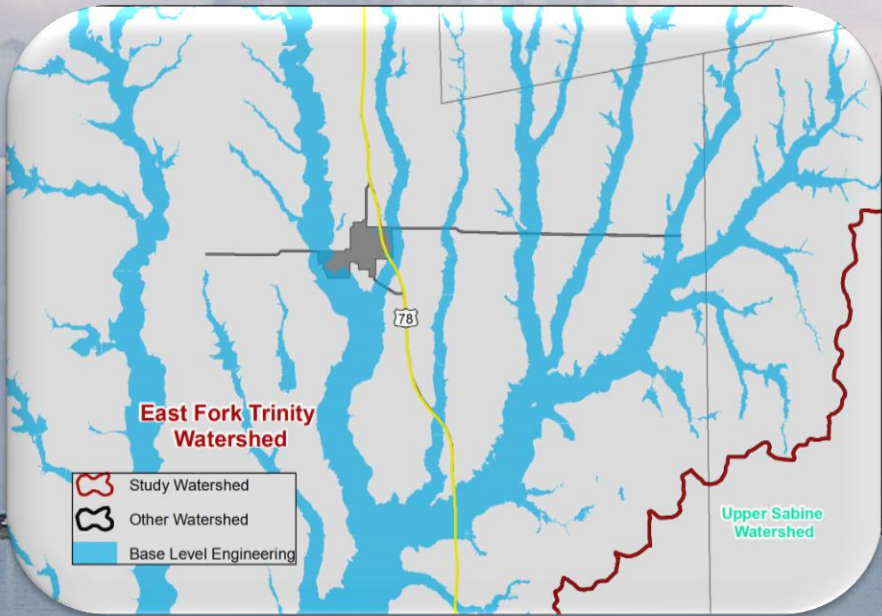 78
East Fork Trinity
Watershed
Study Watershed
Other Watershed
Base Level Engineering
Upper Sabine
Watershed